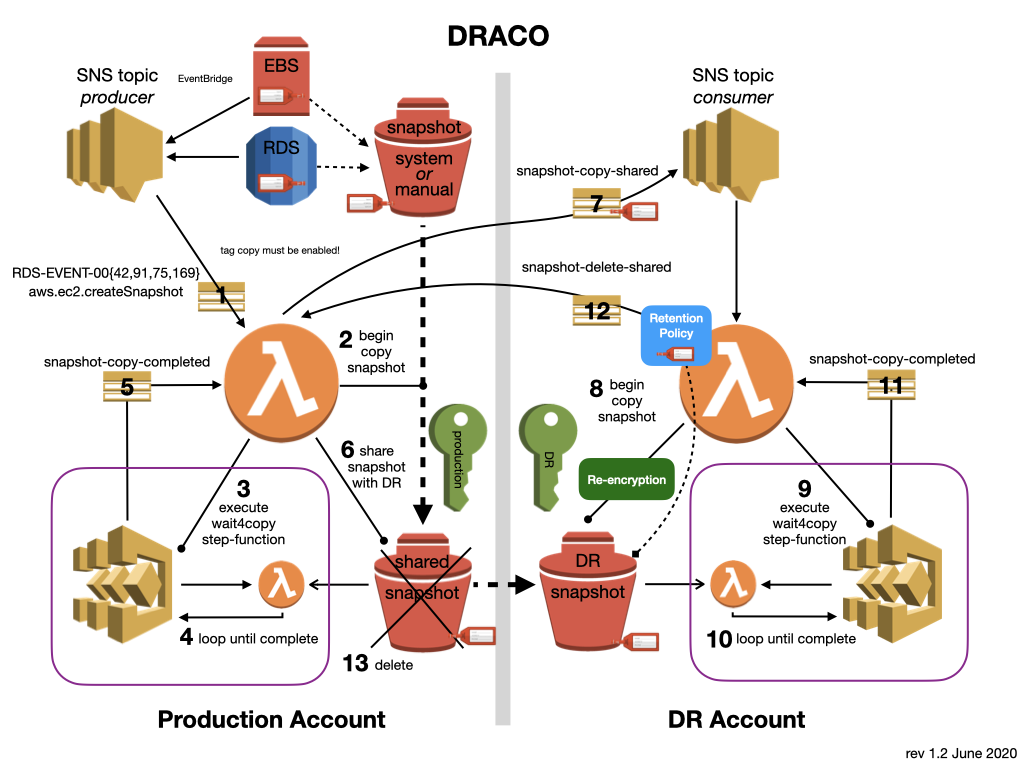 DRACO
SNS topic
producer
EventBridge
EBS
RDS
snapshot
system
or
manual
SNS topic
consumer
snapshot-copy-shared
7
tag copy must be enabled!
snapshot-delete-shared
12
RDS-EVENT-00{42,91,75,169}
aws.ec2.createSnapshot
1
Retention
Policy
2 begin
copy
snapshot
snapshot-copy-completed
5
snapshot-copy-completed
11
8 begin
copy
snapshot
production
DR
6 share
snapshot
with DR
Re-encryption
3
execute
wait4copy
step-function
9
execute
wait4copy
step-function
shared
snapshot
DR
snapshot
4 loop until complete
10 loop until complete
13 delete
Production Account
DR Account
rev 1.2 June 2020